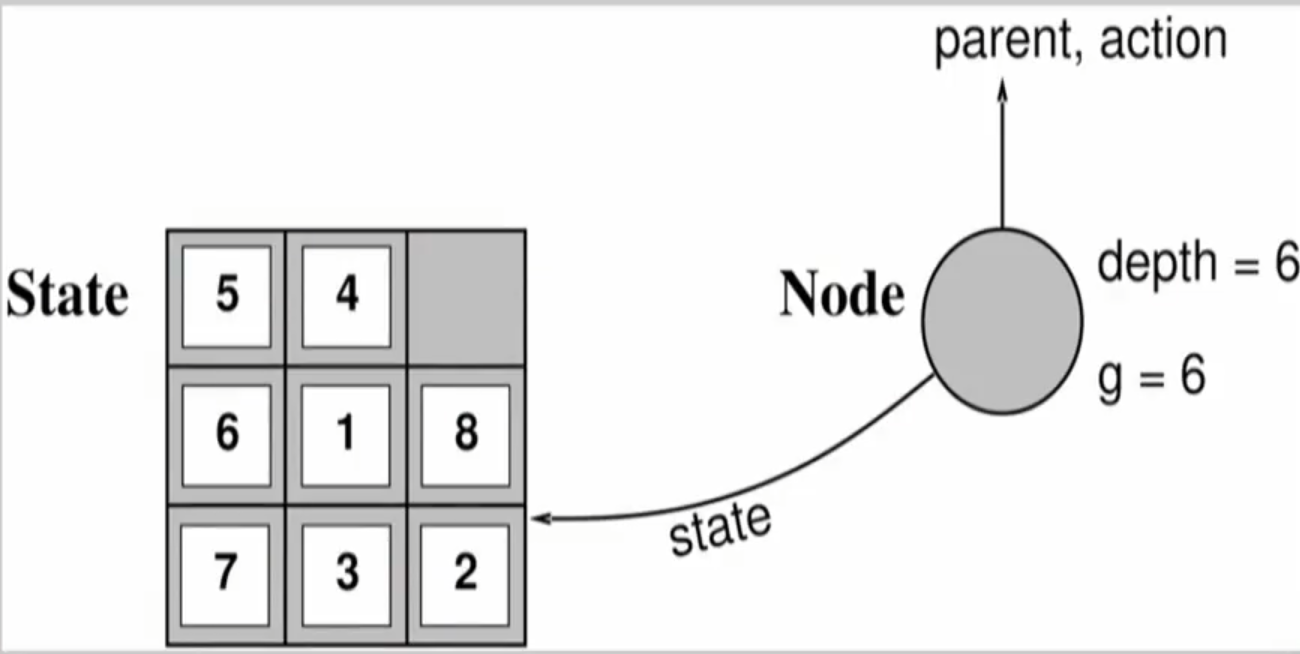 parent, action
State
5 4
6 1 8
7 3 2
Node
depth = 6
g = 6
state